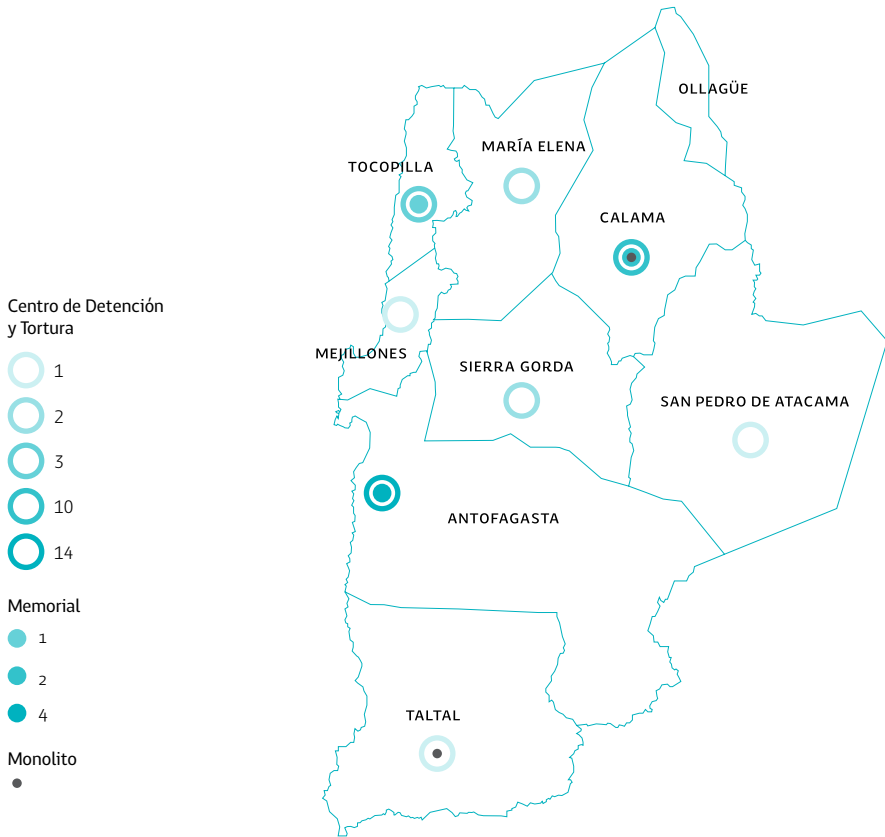 OLLAGÜE
MARÍA ELENA
TOCOPILLA
CALAMA
Centro de Detención
y Tortura
1
2
3
10
14
Memorial
1
2
4
Monolito
MEJILLONES
SIERRA GORDA
SAN PEDRO DE ATACAMA
ANTOFAGASTA
TALTAL